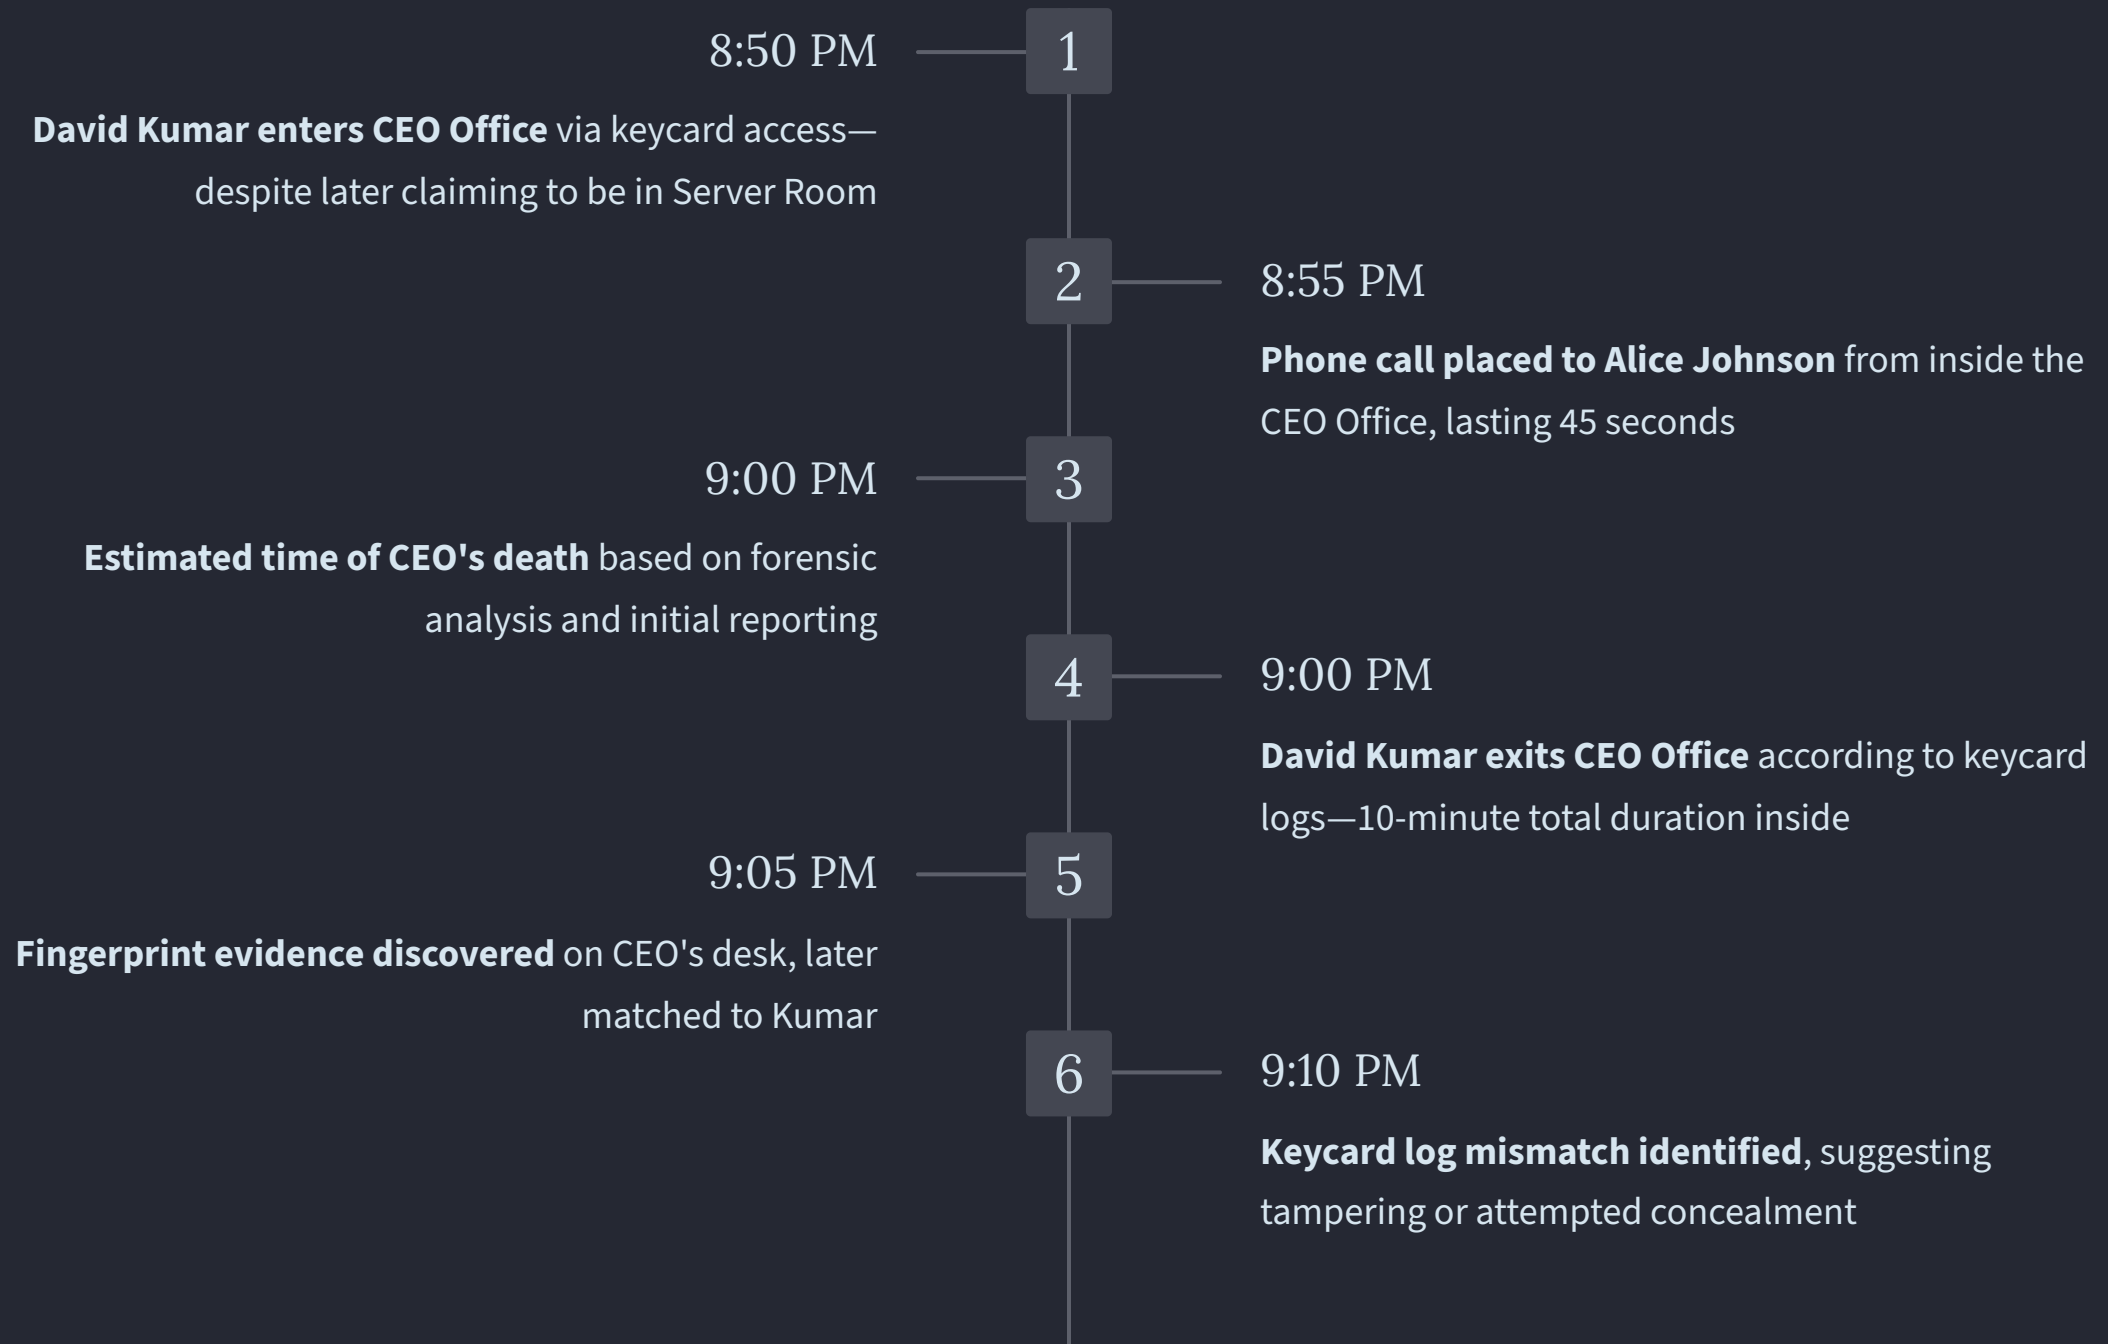 1
8:50 PM
David Kumar enters CEO Office via keycard access—
despite later claiming to be in Server Room
2
8:55 PM
Phone call placed to Alice Johnson from inside the
CEO Office, lasting 45 seconds
3
9:00 PM
Estimated time of CEO's death based on forensic
analysis and initial reporting
4
9:00 PM
David Kumar exits CEO Office according to keycard
logs—10-minute total duration inside
5
9:05 PM
Fingerprint evidence discovered on CEO's desk, later
matched to Kumar
6
9:10 PM
Keycard log mismatch identified, suggesting
tampering or attempted concealment